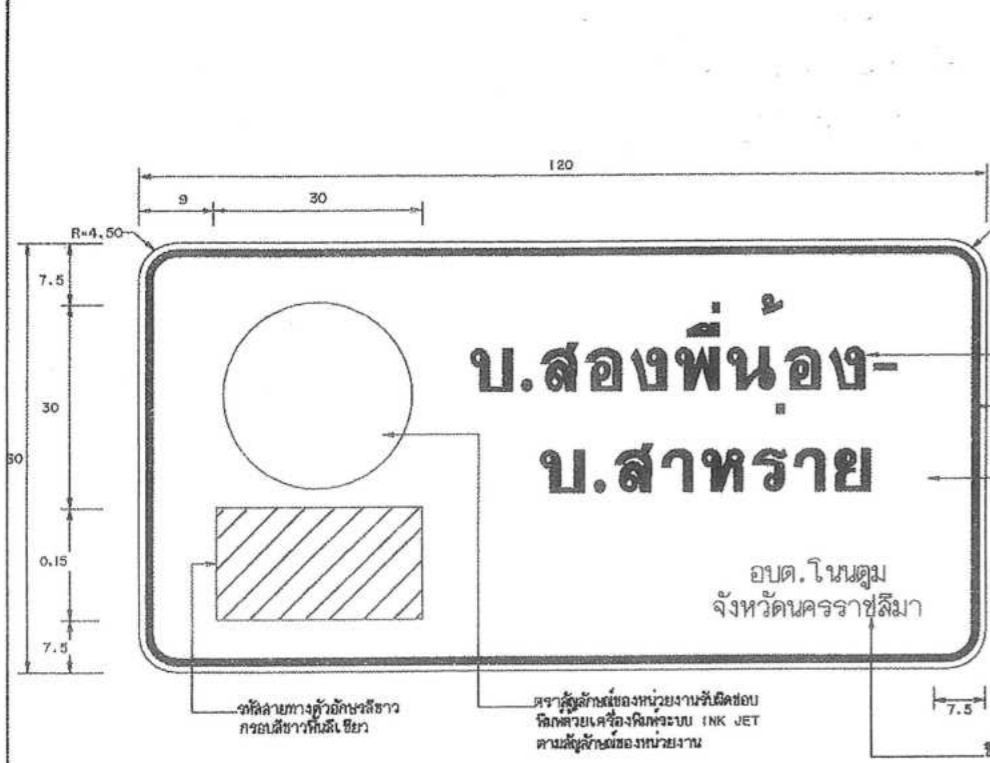 120
9
30
R=4.50
7.5
30
60
0.15
7.5
บ.สองพี่น้อง-
บ.สาหร่าย
อบต.โนนตูม
จังหวัดนครราชสีมา
รหัสสายทางตัวอักษรสีขาว
กรอบสีขาวพื้นสีเขียว
ตราสัญลักษณ์ของหน่วยงานรับผิดชอบ
พิมพ์ด้วยเครื่องพิมพ์ระบบ INK JET
ตามสัญลักษณ์ของหน่วยงาน
7.5